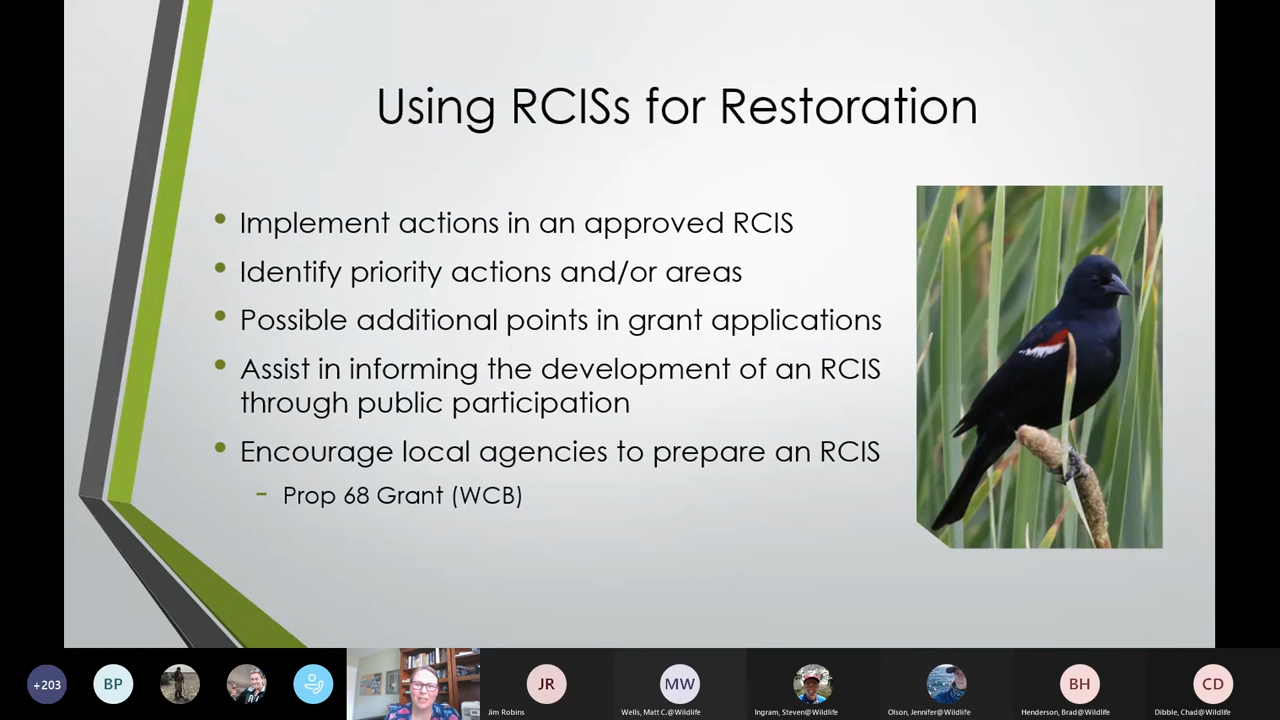 Using RCISs for Restoration
Implement actions in an approved RCIS
Identify priority actions and/or areas
Possible additional points in grant applications
Assist in informing the development of an RCIS
through public participation
Encourage local agencies to prepare an RCIS
Prop 68 Grant (WCB)
+203
BP
JR
MW
BH
CD
Jim Robins
Wells, Matt C.@Wildlife
Ingram, Steven@Wildlife
Olson, Jennifer@Wildlife
Henderson, Brad@Wildlife
Dibble, Chad@Wildlife